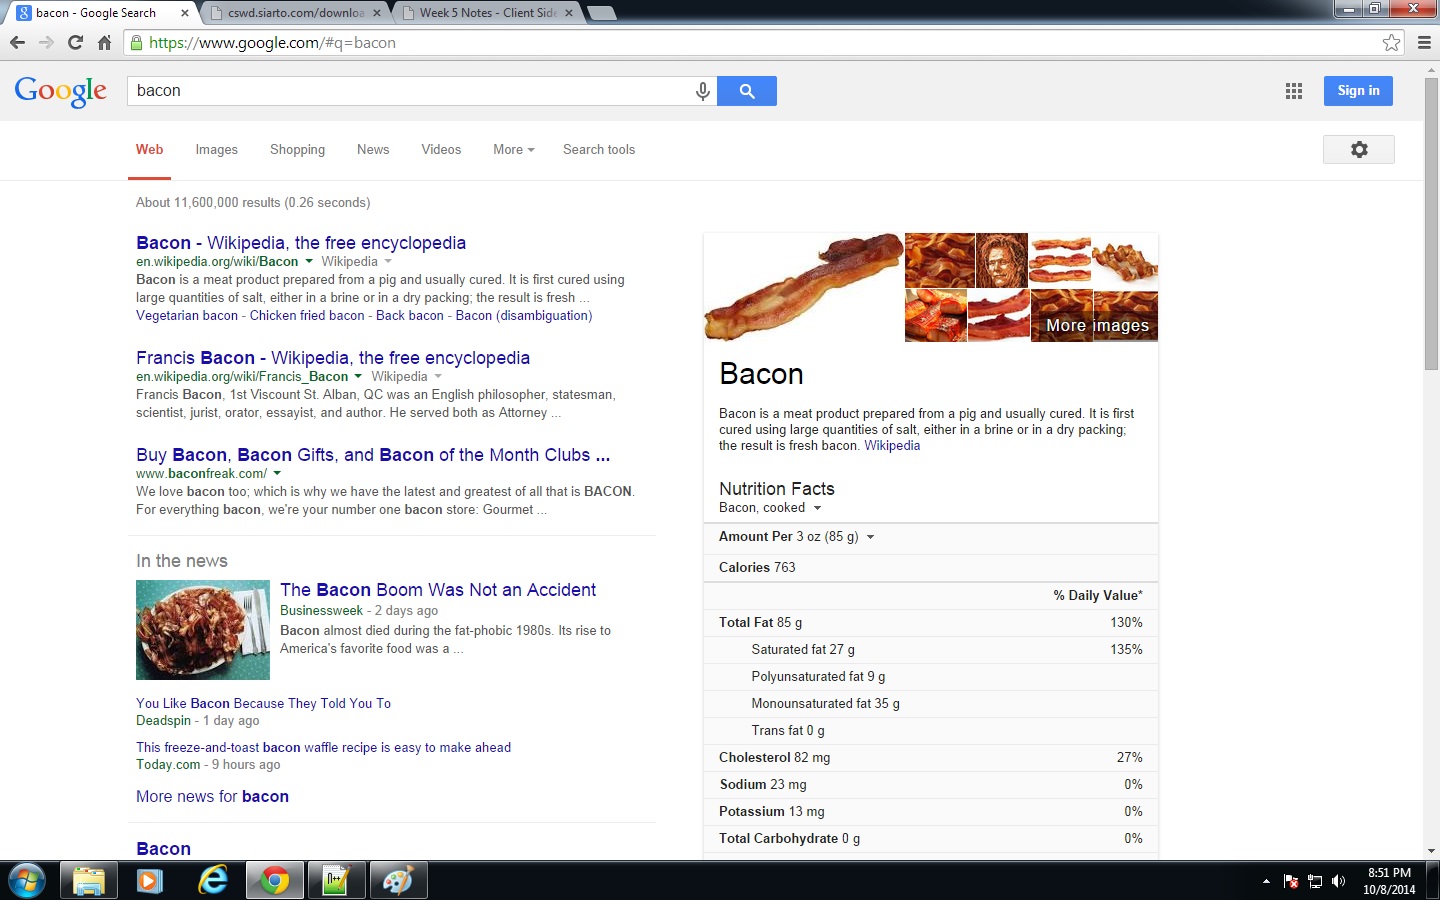 bacon - Google Search
cswd.siarto.com/downloa
Week 5 Notes - Client Side
https://www.google.com/#q=bacon
Google
bacon
Sign in
Web Images Shopping News Videos More Search tools
About 11,600,000 results (0.26 seconds)
Bacon - Wikipedia, the free encyclopedia
en.wikipedia.org/wiki/Bacon Wikipedia
Bacon is a meat product prepared from a pig and usually cured. It is first cured using
large quantities of salt, either in a brine or in a dry packing; the result is fresh ...
Vegetarian bacon - Chicken fried bacon - Back bacon - Bacon (disambiguation)
Francis Bacon - Wikipedia, the free encyclopedia
en.wikipedia.org/wiki/Francis_Bacon Wikipedia
Francis Bacon, 1st Viscount St. Alban, QC was an English philosopher, statesman,
scientist, jurist, orator, essayist, and author. He served both as Attorney ...
Buy Bacon, Bacon Gifts, and Bacon of the Month Clubs ...
www.baconfreak.com/
We love bacon too; which is why we have the latest and greatest of all that is BACON.
For everything bacon, we're your number one bacon store: Gourmet ...
In the news
The Bacon Boom Was Not an Accident
Businessweek - 2 days ago
Bacon almost died during the fat-phobic 1980s. Its rise to
America's favorite food was a ...
You Like Bacon Because They Told You To
Deadspin - 1 day ago
This freeze-and-toast bacon waffle recipe is easy to make ahead
Today.com - 9 hours ago
More news for bacon
Bacon
More images
Bacon
Bacon is a meat product prepared from a pig and usually cured. It is first
cured using large quantities of salt, either in a brine or in a dry packing;
the result is fresh bacon. Wikipedia
Nutrition Facts
Bacon, cooked
Amount Per 3 oz (85 g)
Calories 763
% Daily Value*
Total Fat 85 g 130%
Saturated fat 27 g 135%
Polyunsaturated fat 9 g
Monounsaturated fat 35 g
Trans fat 0 g
Cholesterol 82 mg 27%
Sodium 23 mg 0%
Potassium 13 mg 0%
Total Carbohydrate 0 g 0%
8:51 PM
10/8/2014